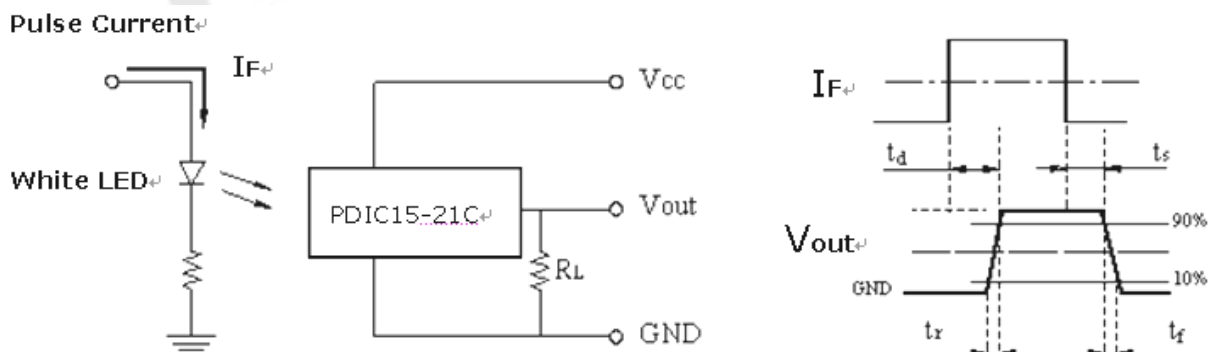 Pulse Current
IF
White LED
PDIC15-21C
Vcc
Vout
RL
GND
IF
td
ts
Vout
90%
10%
GND
tr
tf